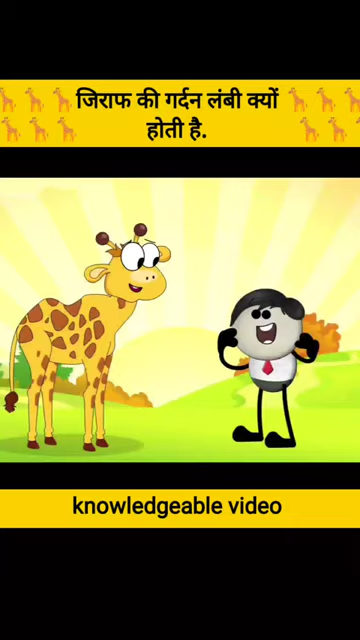 जिराफ की गर्दन लंबी क्यों
होती है.
knowledgeable video